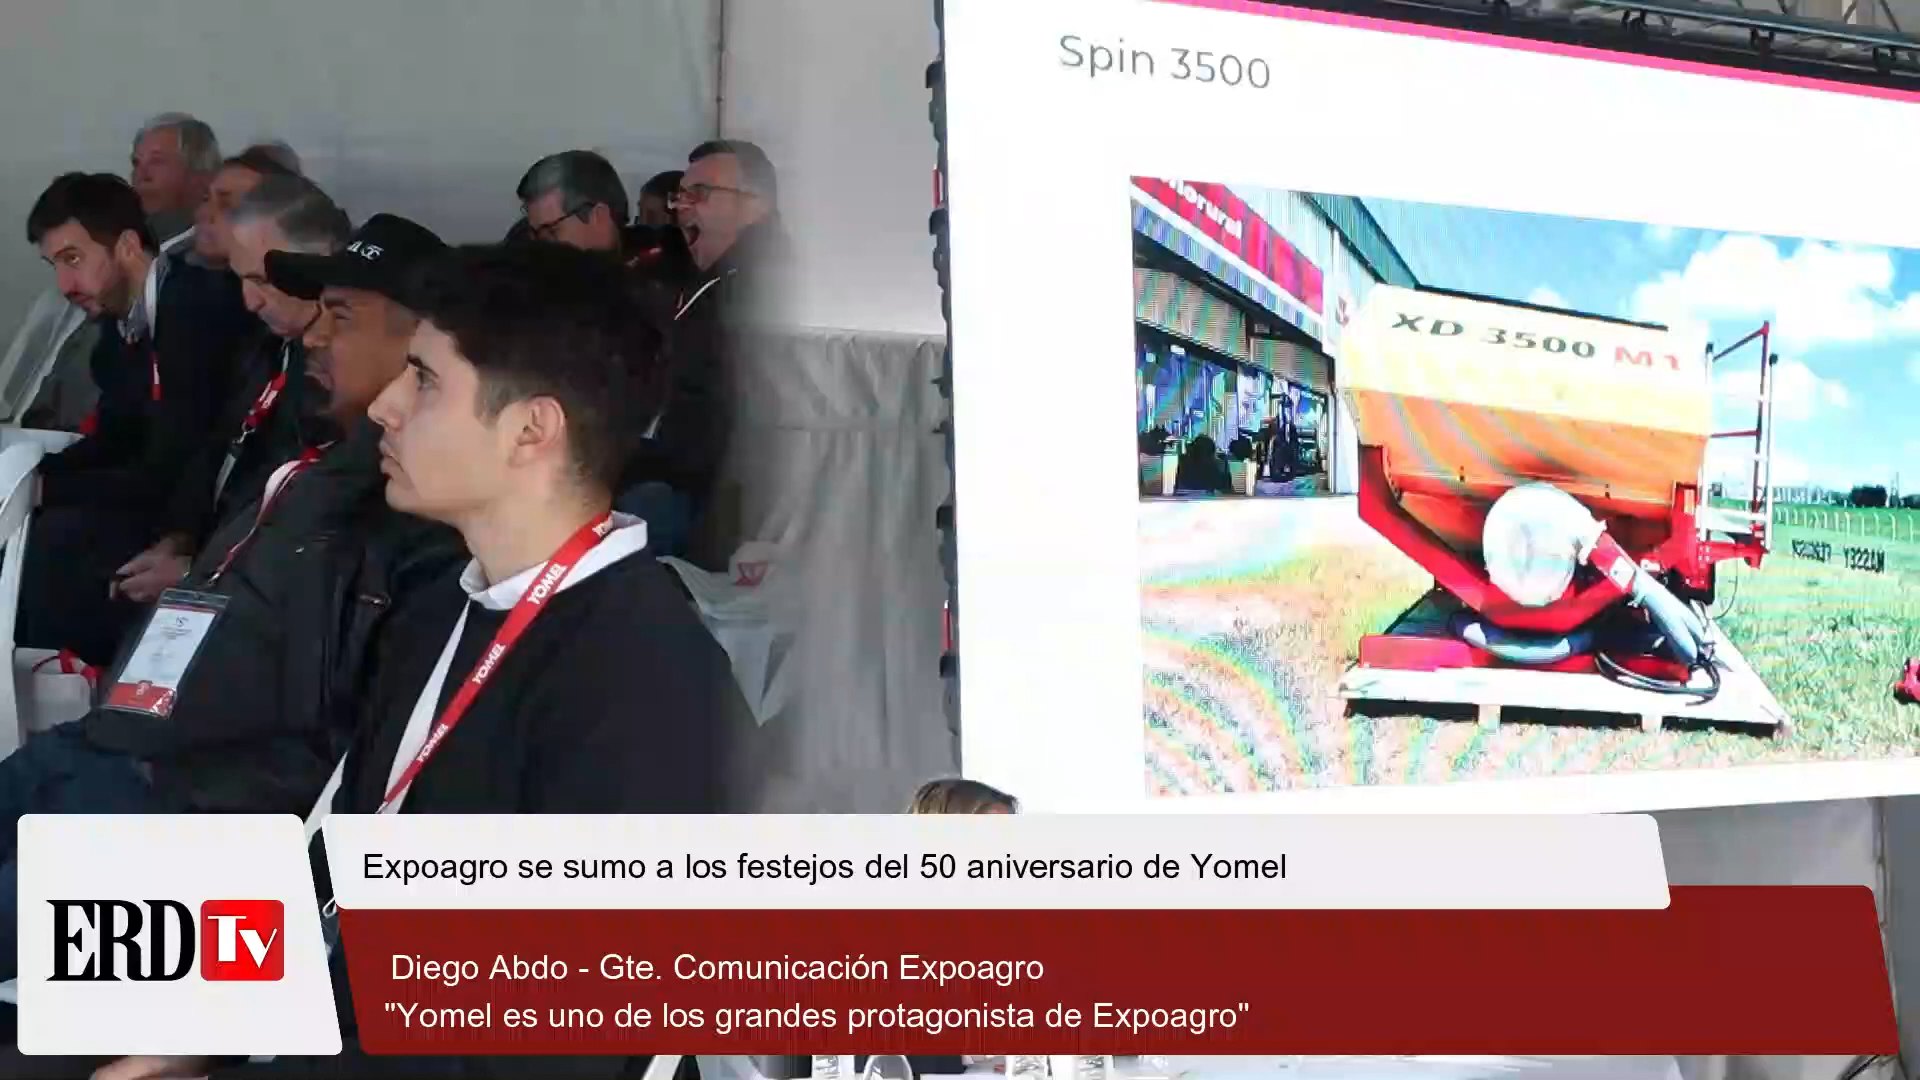 Spin 3500
XD 3500 M1
YOMEL
YOMEL
YOMEL
Expoagro se sumo a los festejos del 50 aniversario de Yomel
ERD Tv
Diego Abdo - Gte. Comunicación Expoagro
"Yomel es uno de los grandes protagonista de Expoagro"